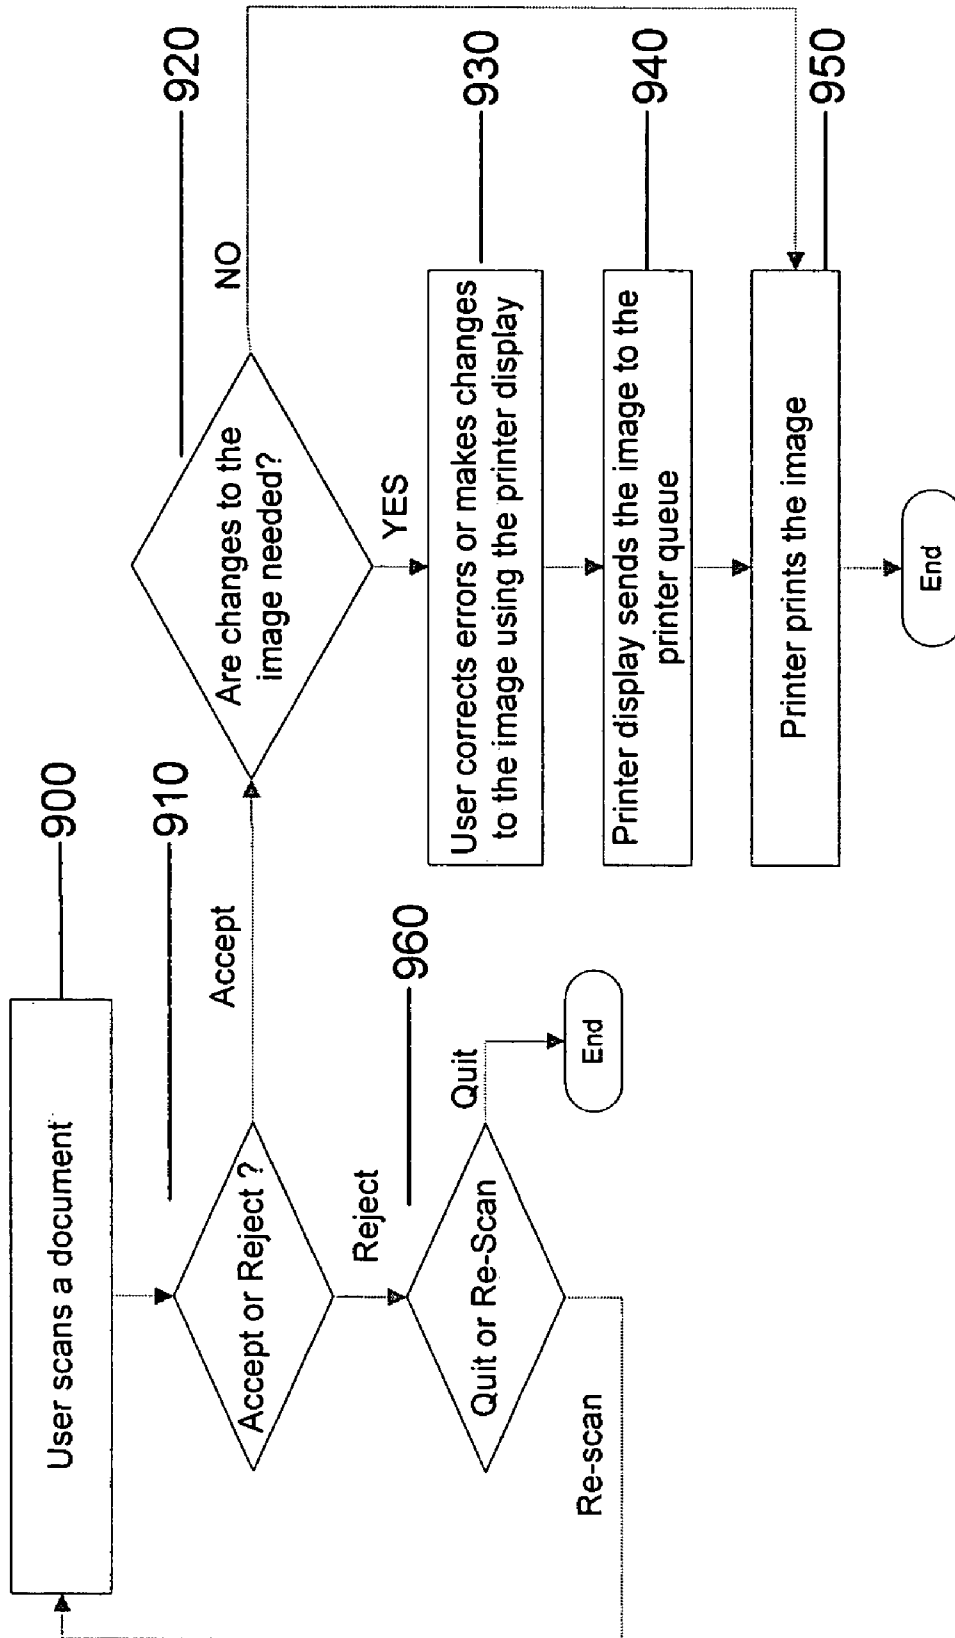 User scans a document
900
Accept or Reject ?
910
Accept
Reject
Quit or Re-Scan
960
Quit
End
Re-scan
Are changes to the
image needed?
920
NO
YES
User corrects errors or makes changes
to the image using the printer display
930
Printer display sends the image to the
printer queue
940
Printer prints the image
950
End